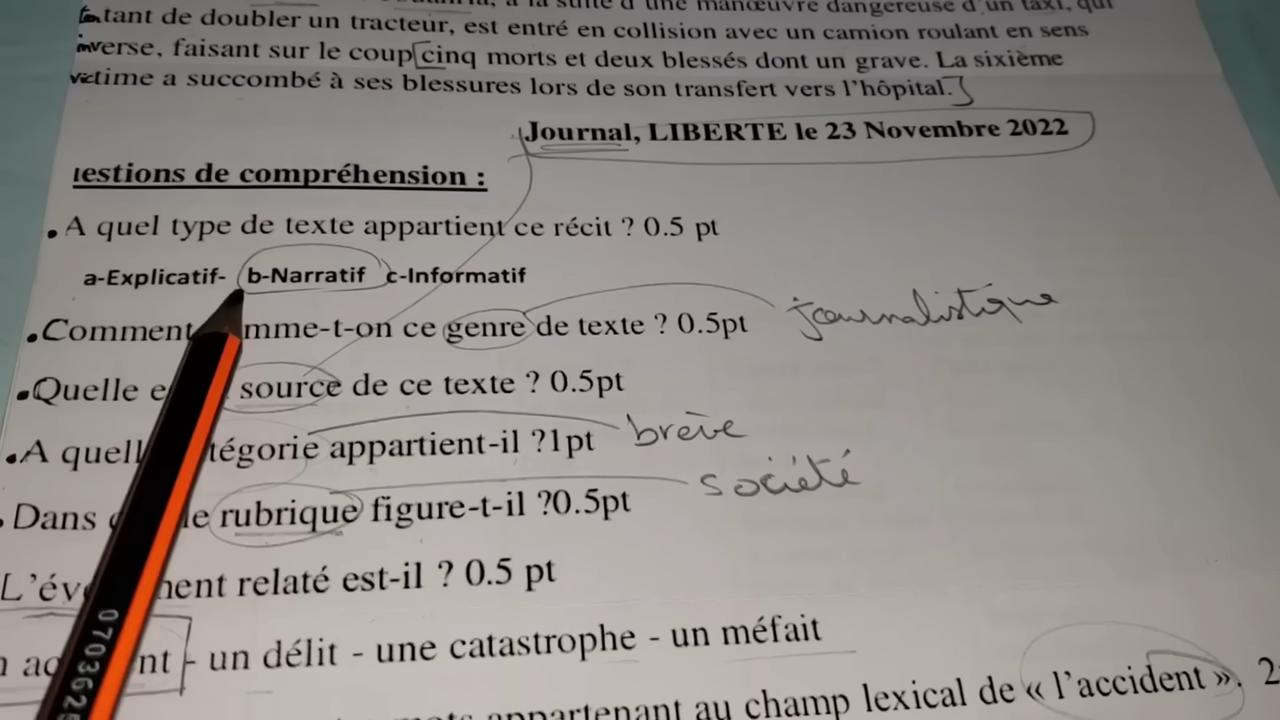 à la suite d'une manœuvre dangereuse d'un taxi, qui
tentant de doubler un tracteur, est entré en collision avec un camion roulant en sens
inverse, faisant sur le coup cinq morts et deux blessés dont un grave. La sixième
victime a succombé à ses blessures lors de son transfert vers l'hôpital.
Journal, LIBERTE le 23 Novembre 2022
estions de compréhension :
• A quel type de texte appartient ce récit ? 0.5 pt
a-Explicatif- b-Narratif c-Informatif
• Comment mme-t-on ce genre de texte ? 0.5pt journalistique
• Quelle e source de ce texte ? 0.5pt
• A quell tégorie appartient-il ?1pt brève
• Dans le rubrique figure-t-il ?0.5pt société
L'év ment relaté est-il ? 0.5 pt
nt - un délit - une catastrophe - un méfait
mots appartenant au champ lexical de « l'accident ». 2
0703625